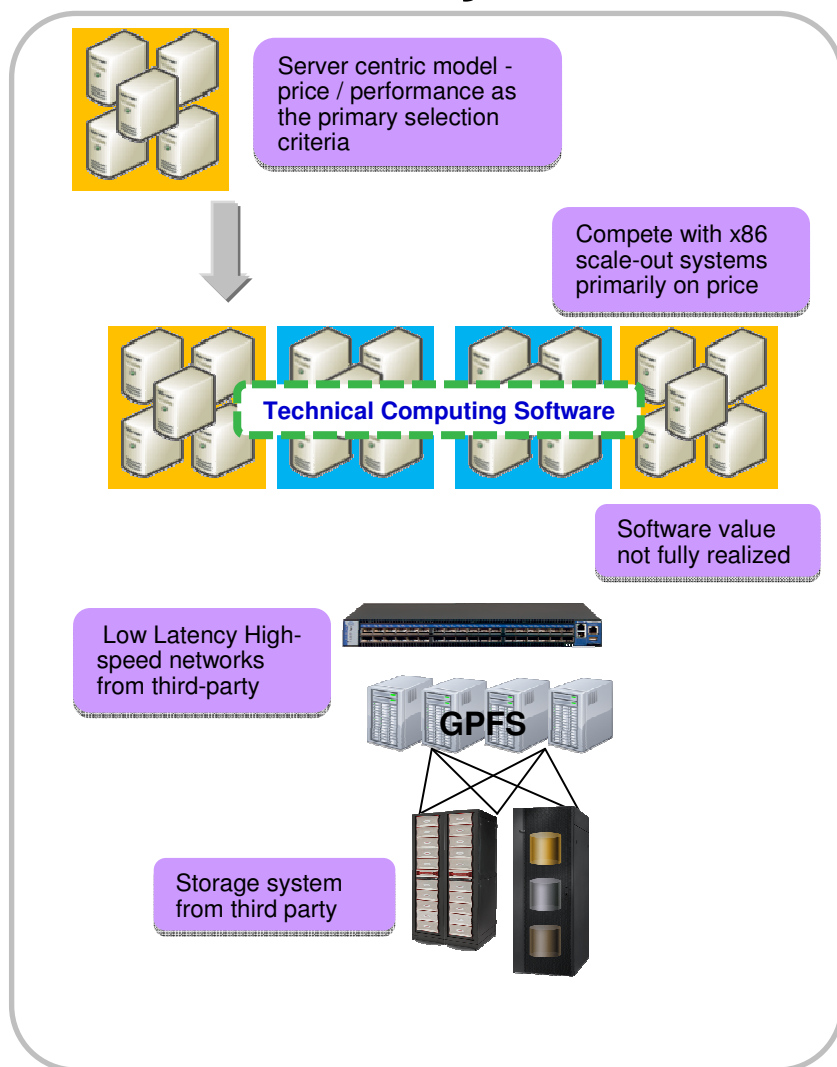 Server centric model -
price / performance as
the primary selection
criteria
Compete with x86
scale-out systems
primarily on price
Technical Computing Software
Software value
not fully realized
Low Latency High-
speed networks
from third-party
GPFS
Storage system
from third party